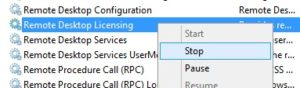 Remote Desktop Configuration Remote Des...
Remote Desktop Licensing
Remote Desktop Services
Remote Desktop Services UserMo
Remote Procedure Call (RPC)
Remote Procedure Call (RPC) Lo
Start
Stop
Pause
Resume